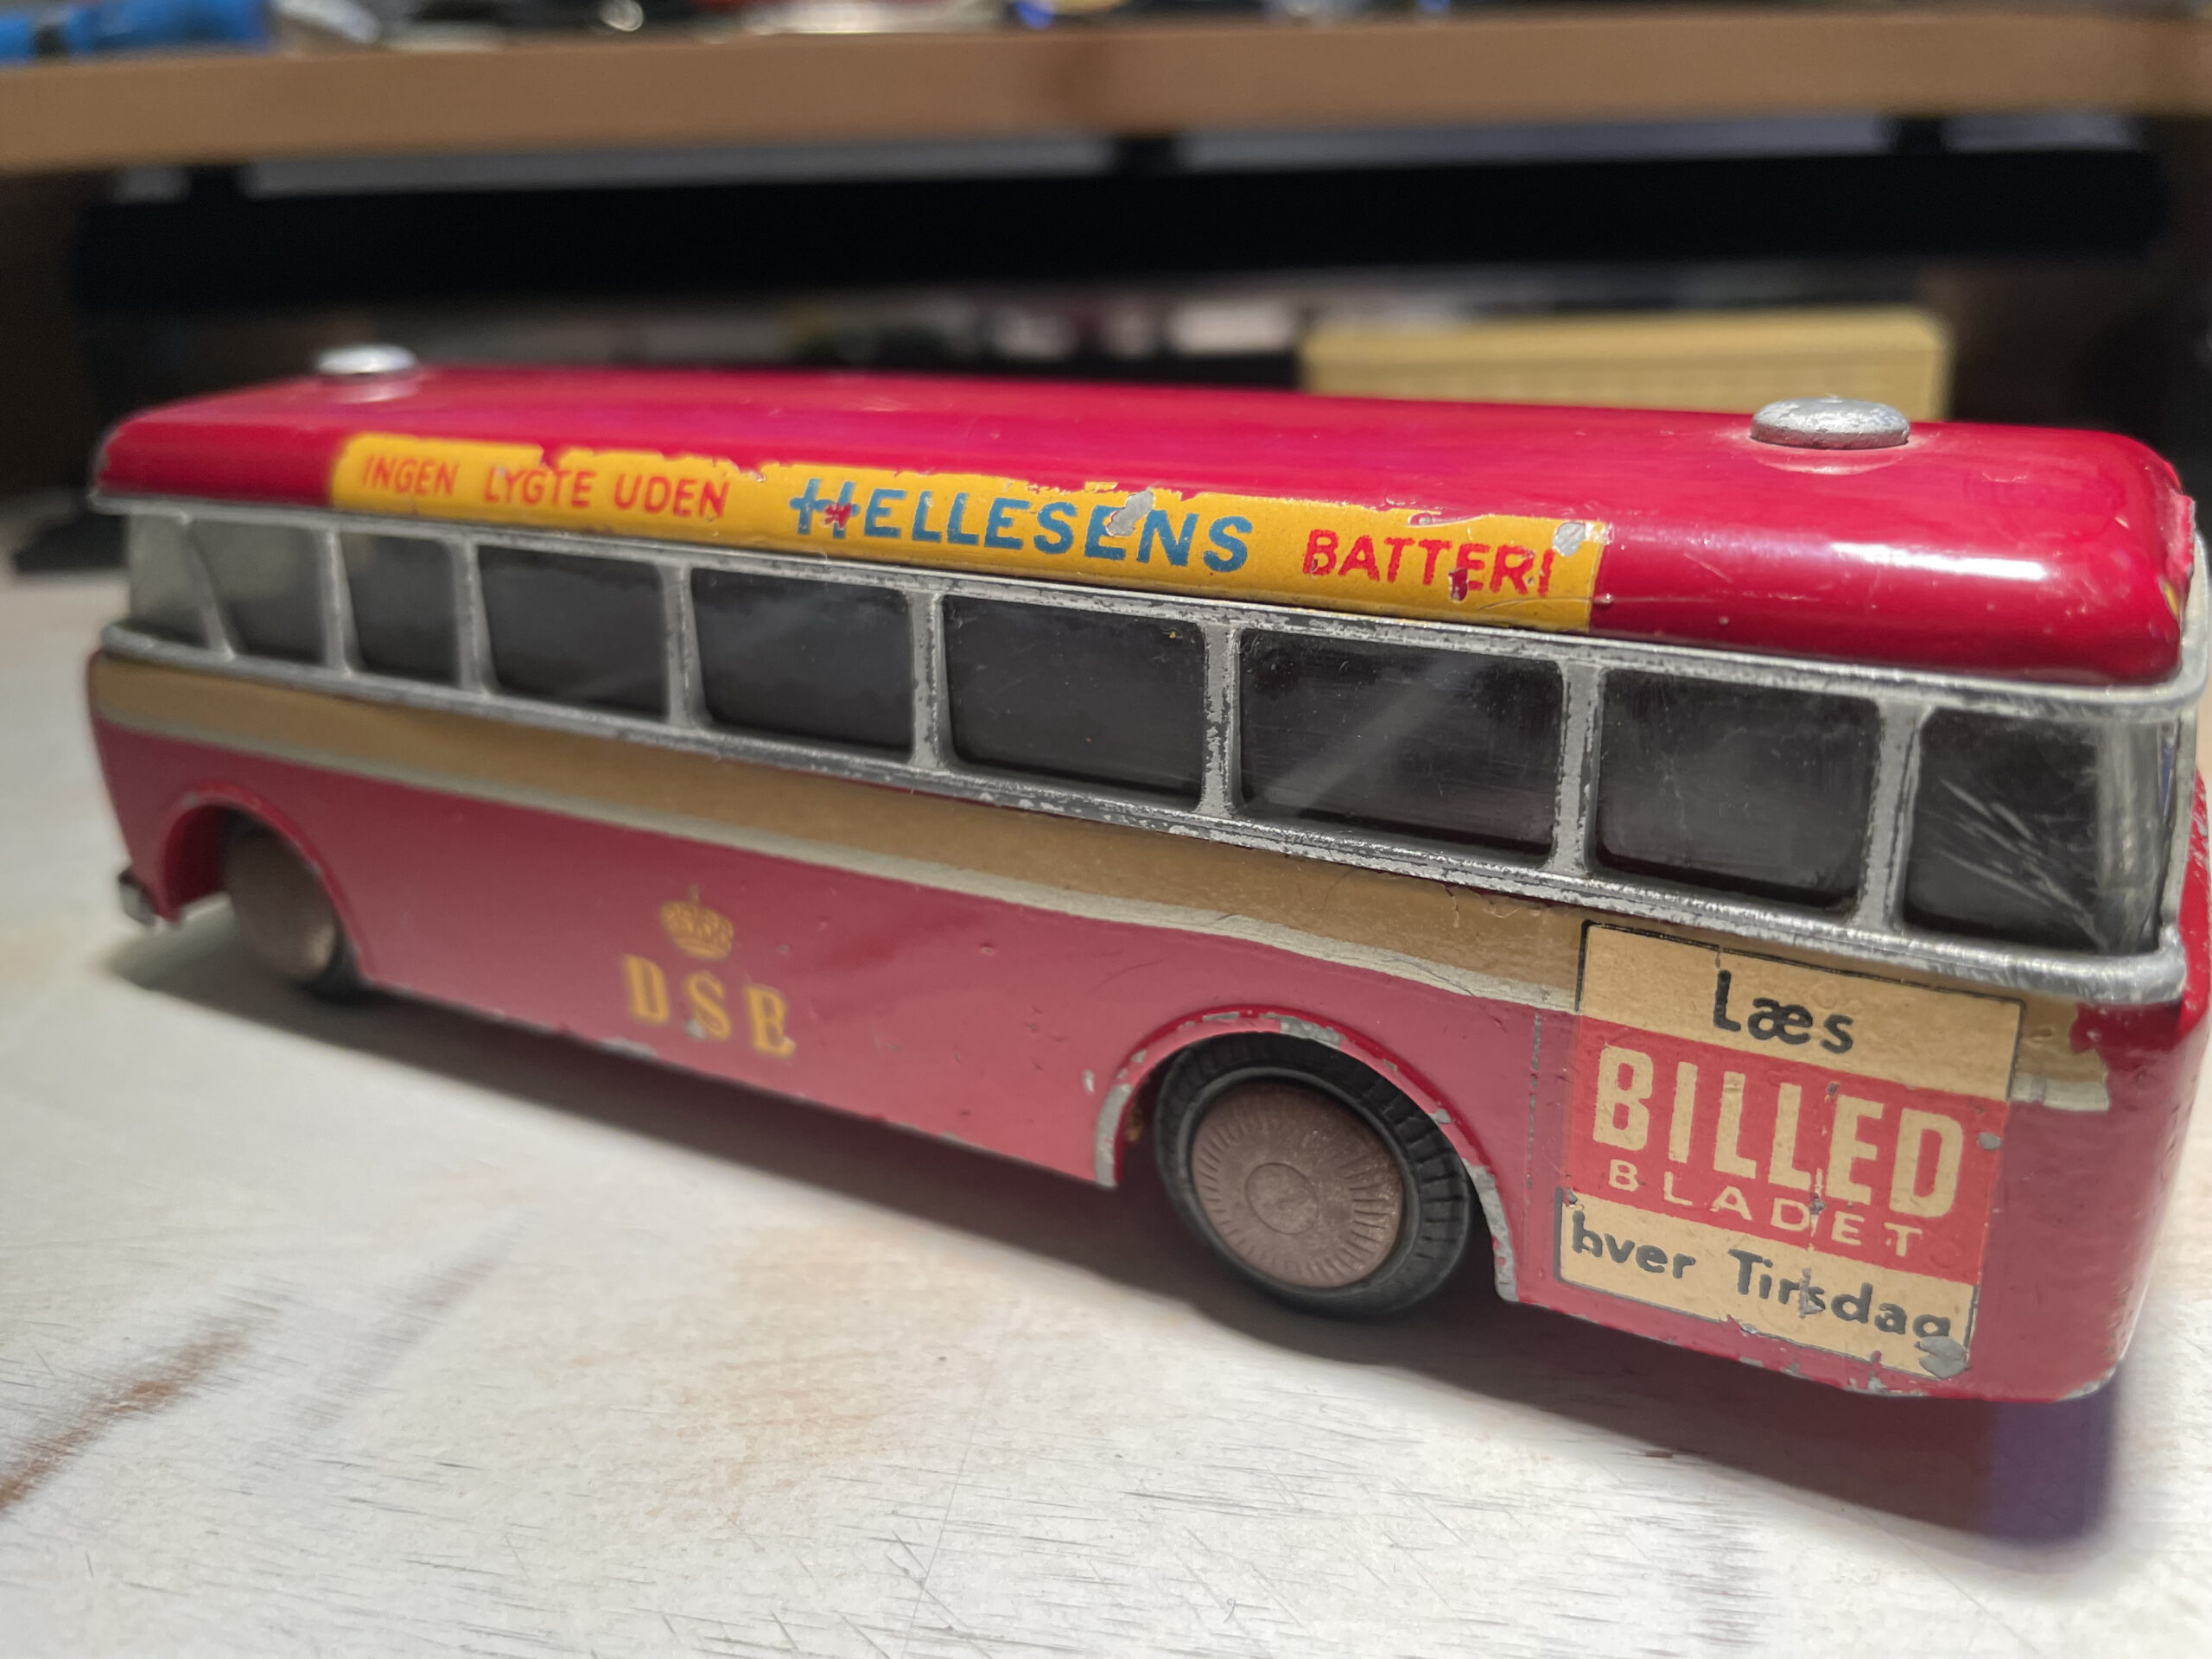 INGEN LYGTE UDEN HELLESENS BATTERI
DSB
Læs
BILLED
BLADET
hver Tirsdag